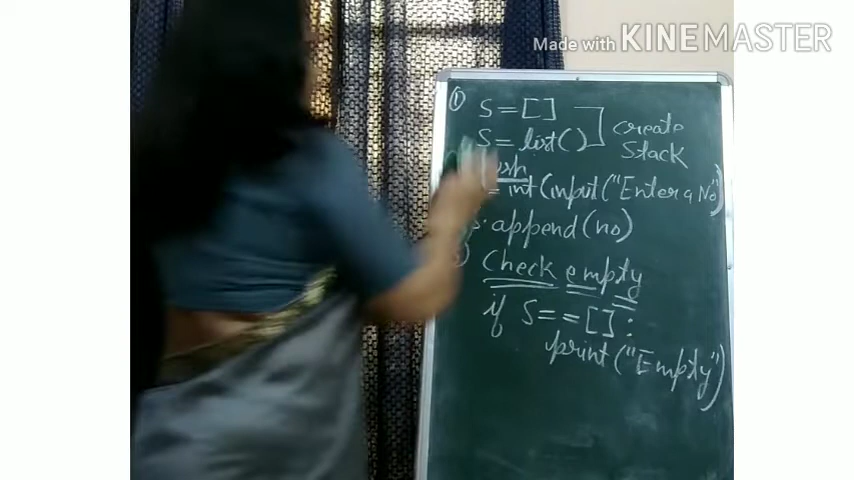 Made with KINEMASTER
① S = [ ]
S = list()
create
Stack
= int(input("Enter a No"))
append(no)
) Check empty
if S == [ ] :
print("Empty")